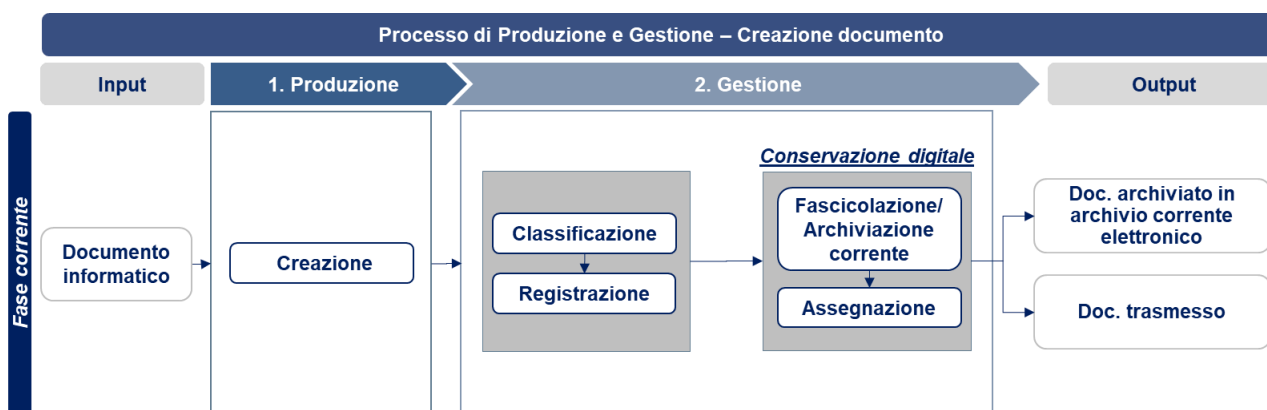 Processo di Produzione e Gestione – Creazione documento
Input
1. Produzione
2. Gestione
Output
Fase corrente
Documento
informatico
Creazione
Classificazione
Registrazione
Conservazione digitale
Fascicolazione/
Archiviazione
corrente
Assegnazione
Doc. archiviato in
archivio corrente
elettronico
Doc. trasmesso